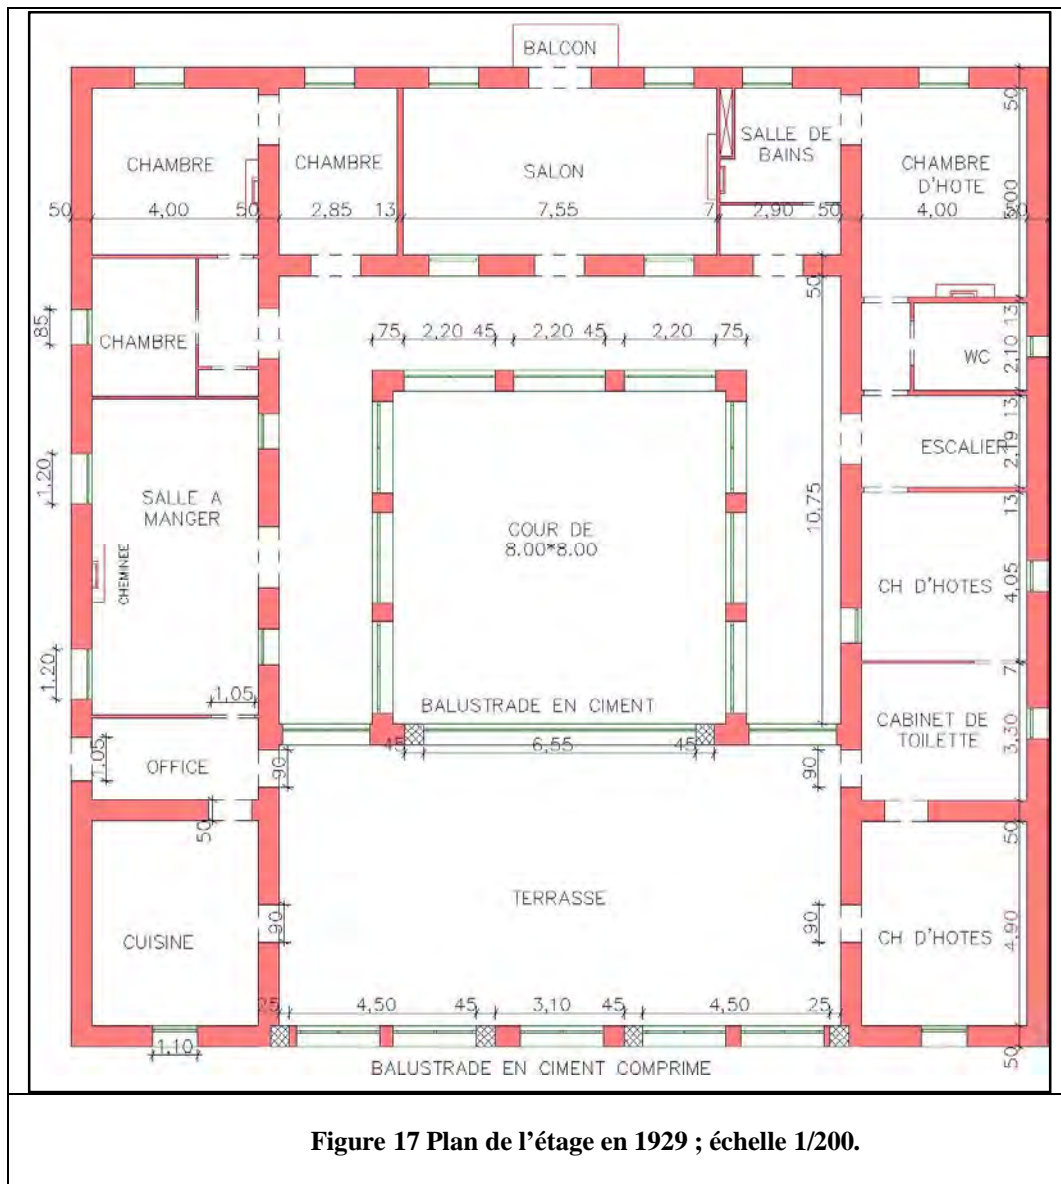 BALCON
CHAMBRE
CHAMBRE
SALON
SALLE DE
BAINS
CHAMBRE
D'HOTE
50
50 4,00 50 2,85 13 7,55 7 2,90 50 4,00 50
50
75 2,20 45 2,20 45 2,20 75
85
CHAMBRE
13
2,10
WC
13
ESCALIER
2,19
13
1,20
SALLE A
MANGER
CHEMINEE
COUR DE
8.00*8.00
10,75
CH D'HOTES
4,05
7
1,20
1,05
BALUSTRADE EN CIMENT
45 6,55 45
CABINET DE
TOILETTE
3,30
1,05
OFFICE
90
90
50
50
TERRASSE
CUISINE
90
90
CH D'HOTES
4,90
25 4,50 45 3,10 45 4,50 25
1,10
50
BALUSTRADE EN CIMENT COMPRIME
Figure 17 Plan de l'étage en 1929 ; échelle 1/200.